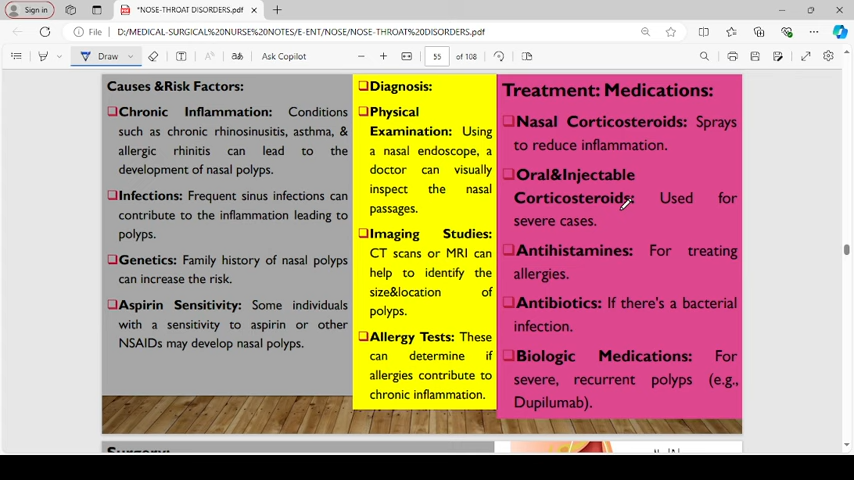 Sign in
*NOSE-THROAT DISORDERS.pdf
File
D:/MEDICAL-SURGICAL%20NURSE%20NOTES/E-ENT/NOSE/NOSE-THROAT%20DISORDERS.pdf
Draw
Ask Copilot
55 of 108
Causes &Risk Factors:
Chronic Inflammation: Conditions
such as chronic rhinosinusitis, asthma, &
allergic rhinitis can lead to the
development of nasal polyps.
Infections: Frequent sinus infections can
contribute to the inflammation leading to
polyps.
Genetics: Family history of nasal polyps
can increase the risk.
Aspirin Sensitivity: Some individuals
with a sensitivity to aspirin or other
NSAIDs may develop nasal polyps.
Diagnosis:
Physical
Examination: Using
a nasal endoscope, a
doctor can visually
inspect the nasal
passages.
Imaging Studies:
CT scans or MRI can
help to identify the
size&location of
polyps.
Allergy Tests: These
can determine if
allergies contribute to
chronic inflammation.
Treatment: Medications:
Nasal Corticosteroids: Sprays
to reduce inflammation.
Oral&Injectable
Corticosteroids: Used for
severe cases.
Antihistamines: For treating
allergies.
Antibiotics: If there's a bacterial
infection.
Biologic Medications: For
severe, recurrent polyps (e.g.,
Dupilumab).
Surgery: